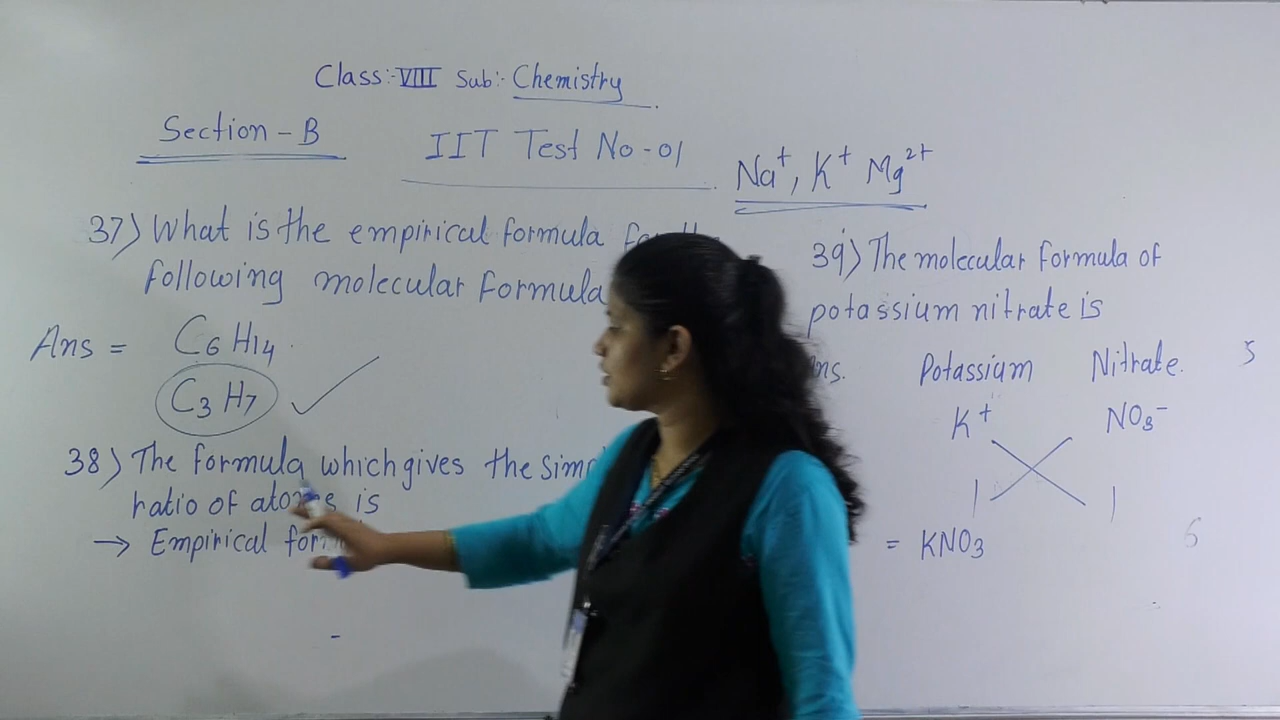 Class:- VIII Sub:- Chemistry
Section - B
IIT Test No - 01
Na⁺, K⁺ Mg²⁺
37) What is the empirical formula
following molecular formula
Ans = C₆ H₁₄
C₃ H₇
38) The formula which gives the
ratio of atoms is
→ Empirical
39) The molecular formula of
potassium nitrate is
Potassium Nitrate.
K⁺ NO₃⁻
1 1
= KNO₃
5
6